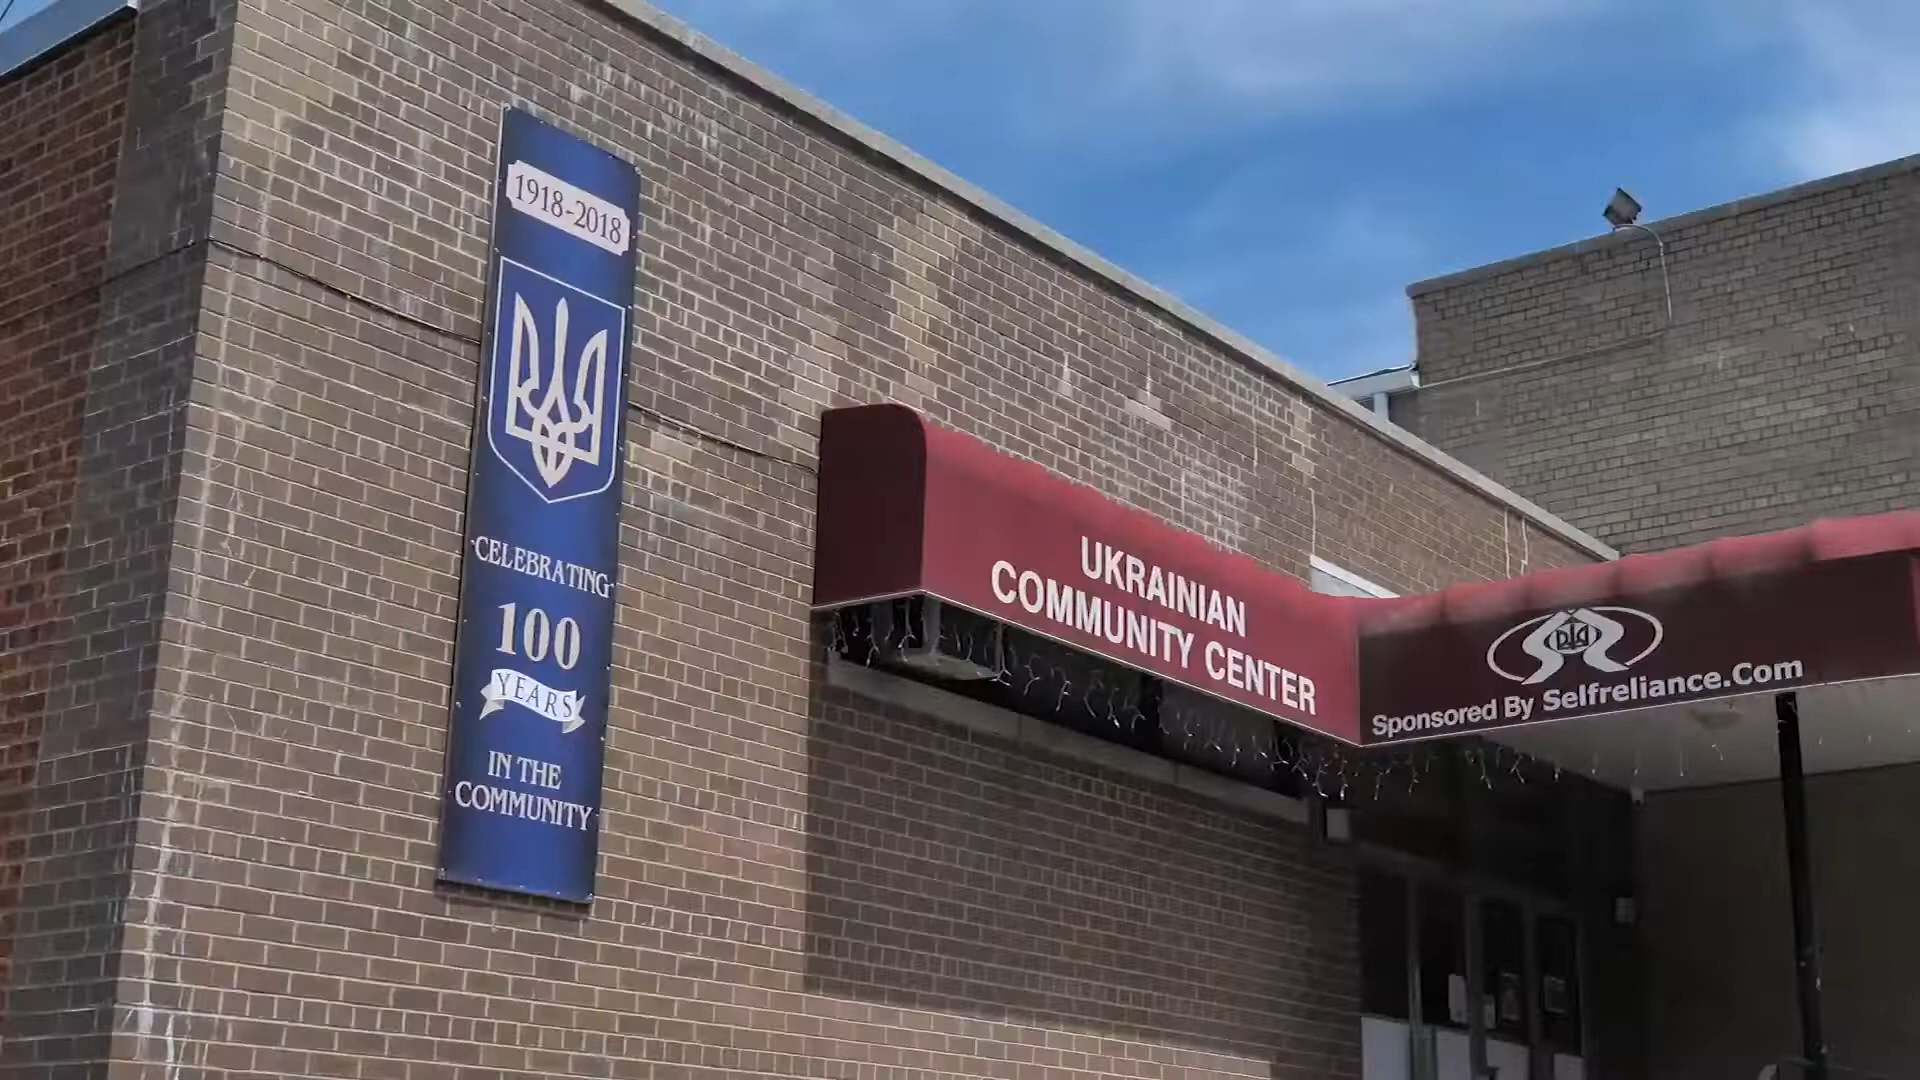 1918-2018
CELEBRATING
100
YEARS
IN THE
COMMUNITY
UKRAINIAN
COMMUNITY CENTER
Sponsored By Selfreliance.Com